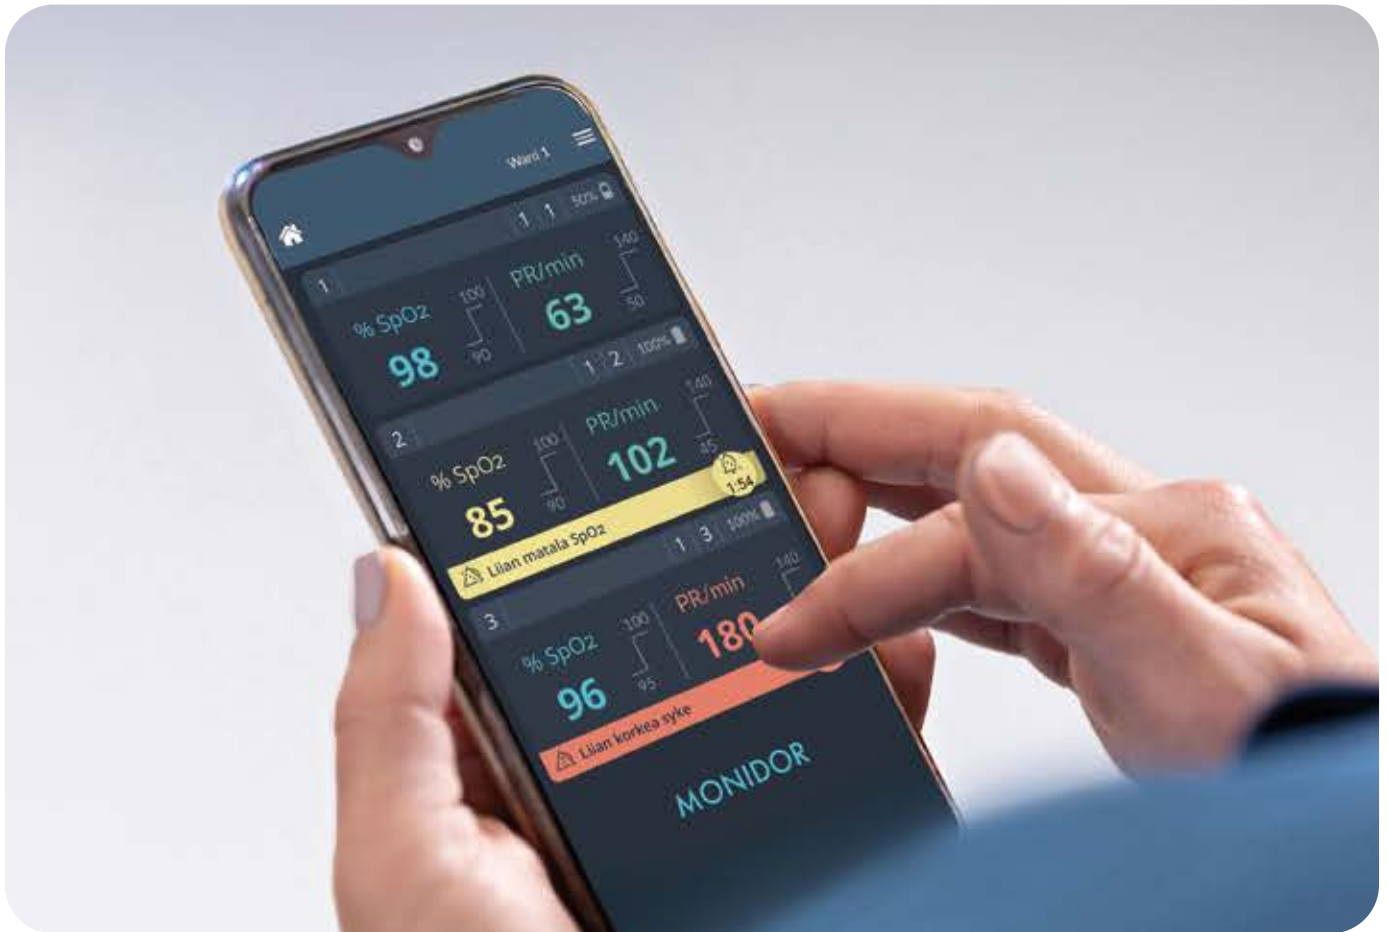 Ward 1
1 1 1 50%
% SpO2 100 90 PR/min 140 50
98 63
2 1 2 100%
% SpO2 100 90 PR/min 140 45
85 102
Liian matala SpO2 1:54
3 1 3 100%
% SpO2 100 95 PR/min 140
96 180
Liian korkea syke
MONIDOR